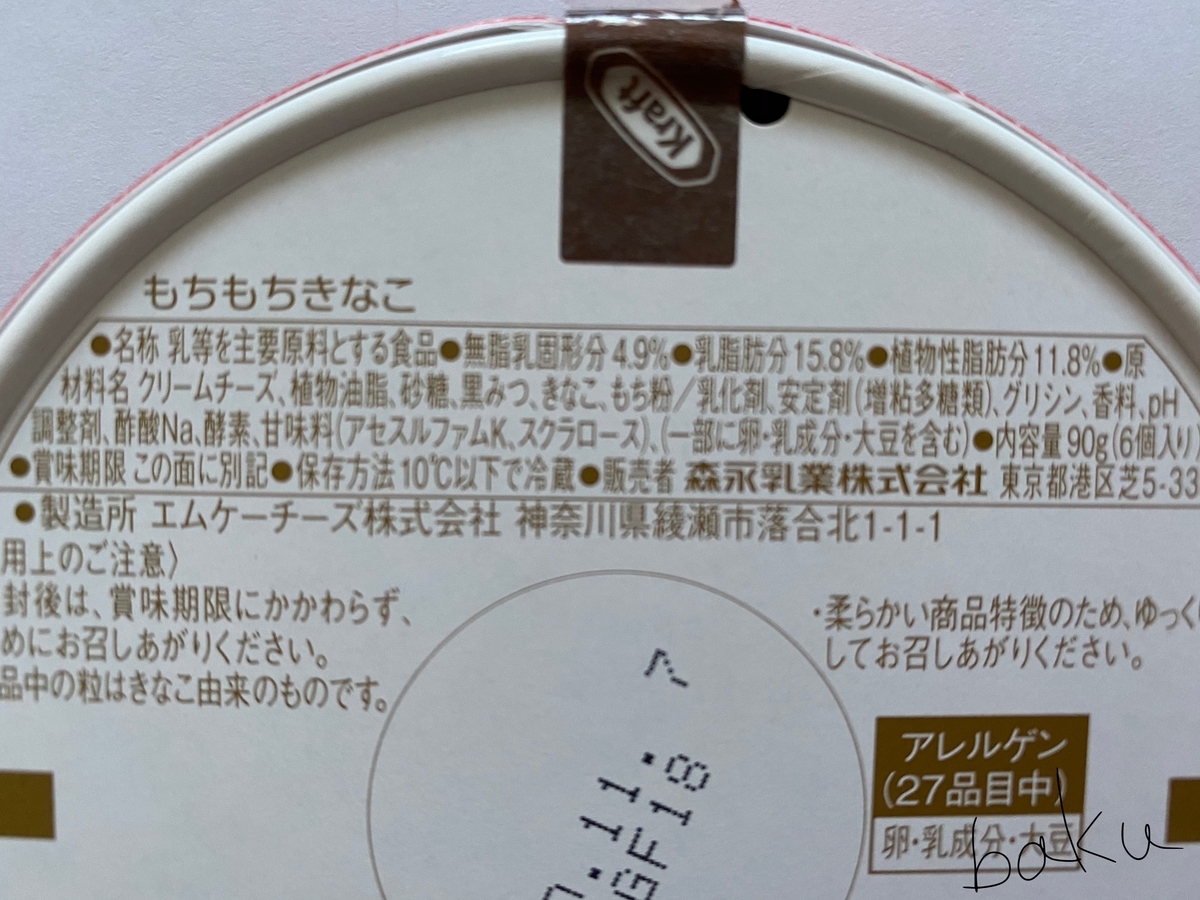 Kraft
もちもちきなこ
●名称 乳等を主要原料とする食品●無脂乳固形分 4.9%●乳脂肪分 15.8%●植物性脂肪分 11.8%●原
材料名 クリームチーズ、植物油脂、砂糖、黒みつ、きなこ、もち粉／乳化剤、安定剤(増粘多糖類)、グリシン、香料、pH
調整剤、酢酸Na、酵素、甘味料(アセスルファムK、スクラロース)、(一部に卵・乳成分・大豆を含む)●内容量 90g(6個入り)
●賞味期限 この面に別記●保存方法 10℃以下で冷蔵●販売者 森永乳業株式会社 東京都港区芝5-33
●製造所 エムケーチーズ株式会社 神奈川県綾瀬市落合北1-1-1
用上のご注意〉
封後は、賞味期限にかかわらず、
めにお召しあがりください。
品中の粒はきなこ由来のものです。
・柔らかい商品特徴のため、ゆっく
してお召しあがりください。
.11.
GF18
アレルゲン
(27品目中)
卵・乳成分・大豆
baku